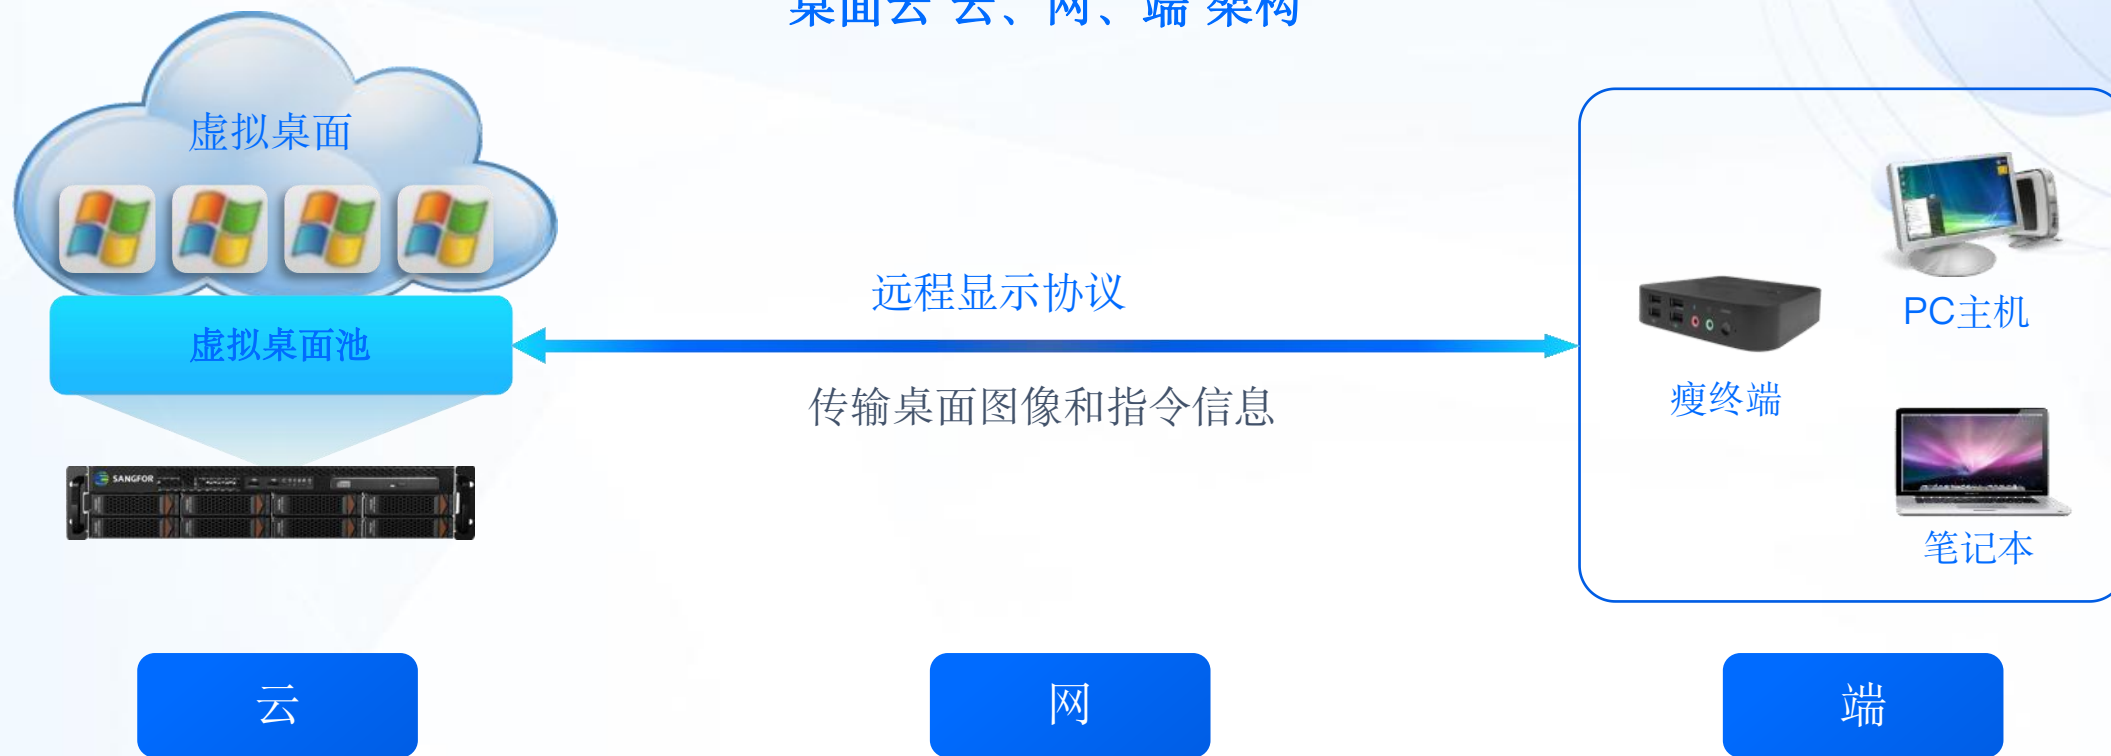 桌面云 云、网、端 架构
虚拟桌面
虚拟桌面池
SANGFOR
远程显示协议
传输桌面图像和指令信息
PC主机
瘦终端
笔记本
云
网
端